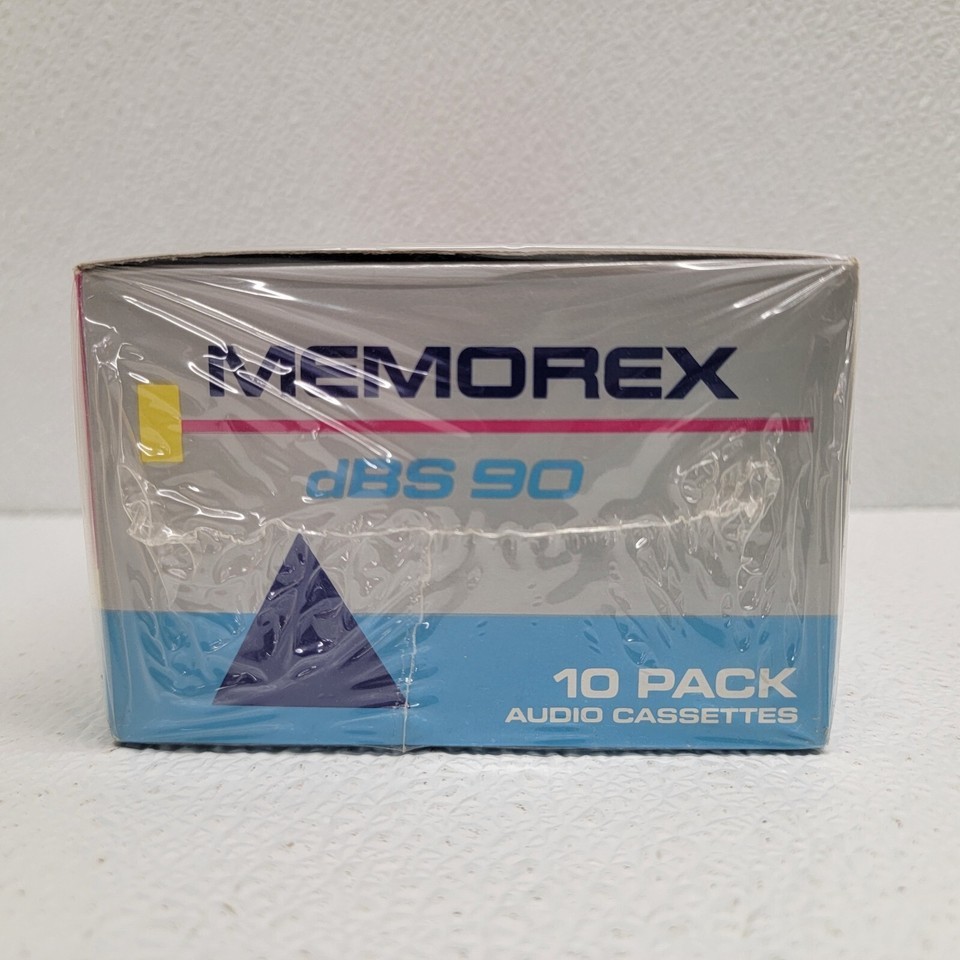 MEMOREX
dBS 90
10 PACK
AUDIO CASSETTES